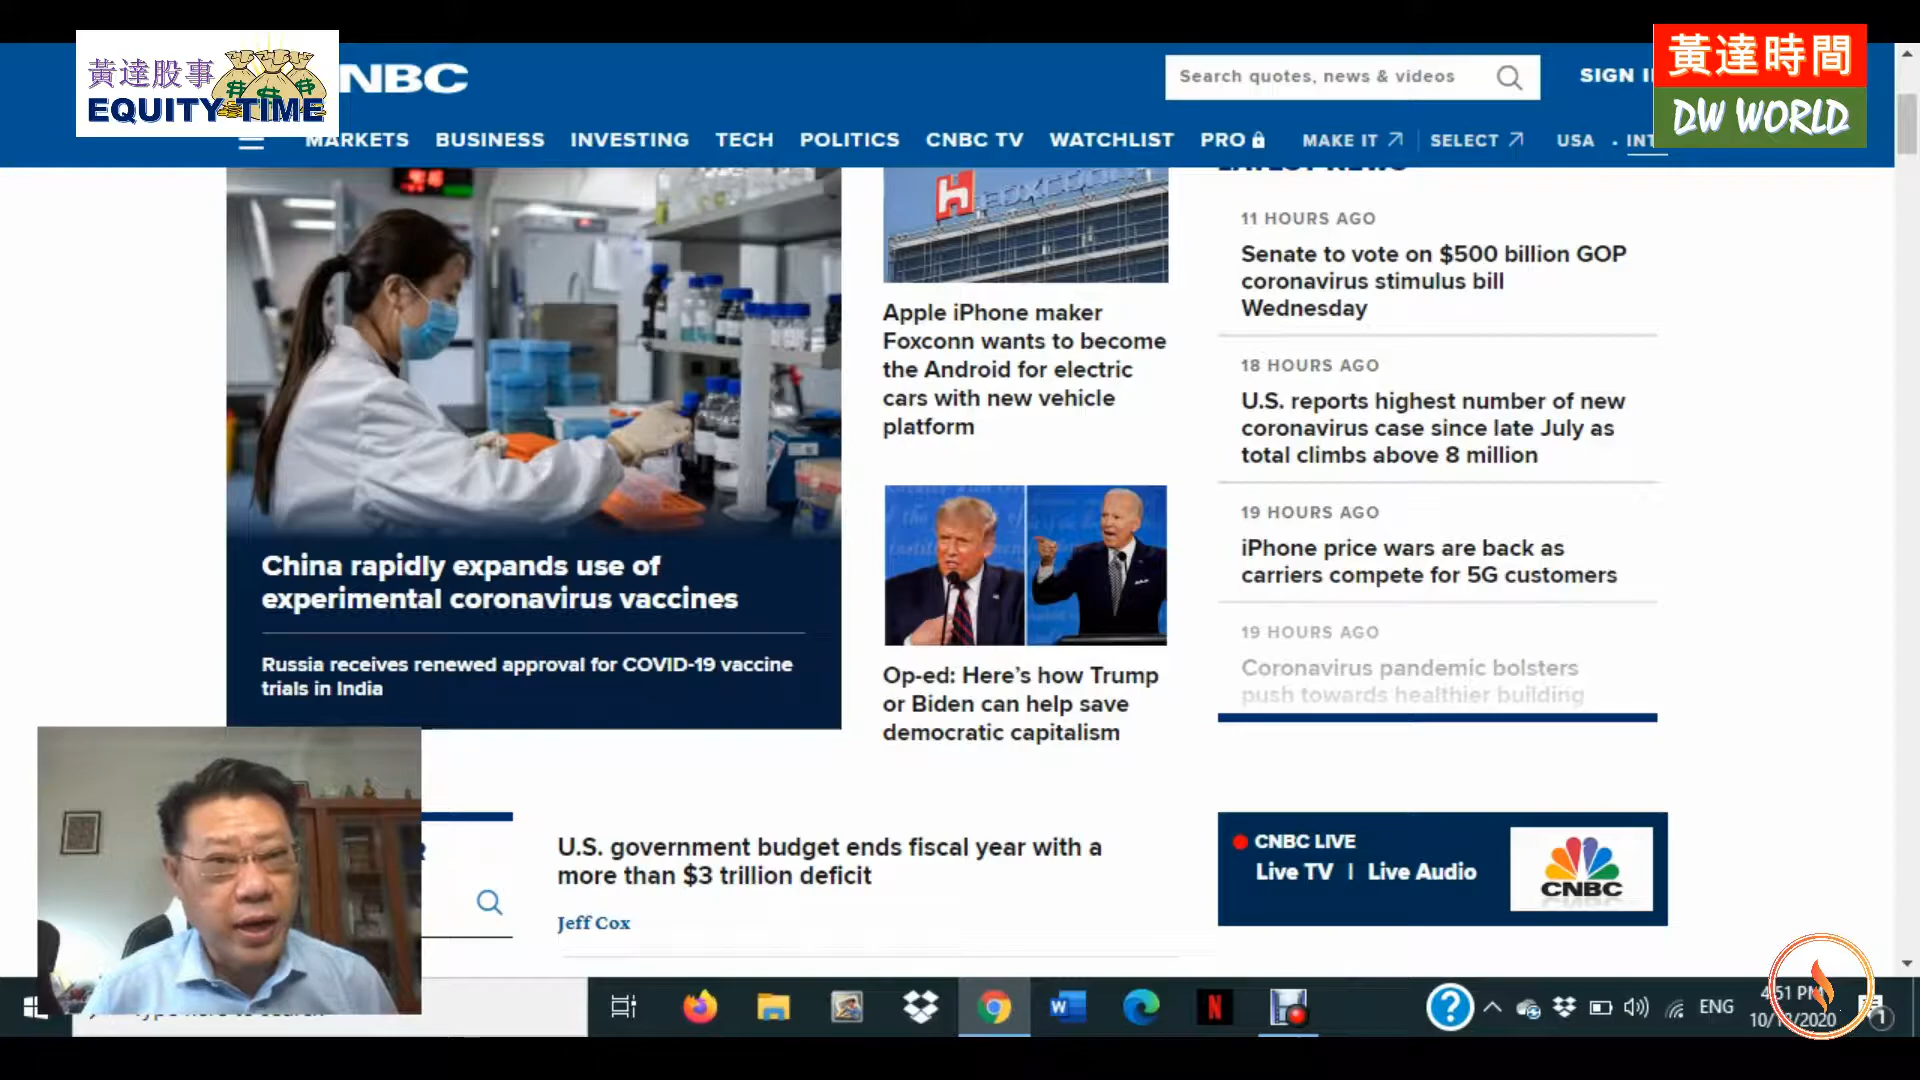 黃達股事
EQUITY TIME
NBC
Search quotes, news & videos
SIGN
黃達時間
DW WORLD
MARKETS BUSINESS INVESTING TECH POLITICS CNBC TV WATCHLIST PRO MAKE IT SELECT USA INT
LATEST NEWS
FOXCONN
11 HOURS AGO
Senate to vote on $500 billion GOP
coronavirus stimulus bill
Wednesday
Apple iPhone maker
Foxconn wants to become
the Android for electric
cars with new vehicle
platform
18 HOURS AGO
U.S. reports highest number of new
coronavirus case since late July as
total climbs above 8 million
19 HOURS AGO
iPhone price wars are back as
carriers compete for 5G customers
China rapidly expands use of
experimental coronavirus vaccines
Russia receives renewed approval for COVID-19 vaccine
trials in India
19 HOURS AGO
Coronavirus pandemic bolsters
push towards healthier building
Op-ed: Here's how Trump
or Biden can help save
democratic capitalism
U.S. government budget ends fiscal year with a
more than $3 trillion deficit
Jeff Cox
CNBC LIVE
Live TV | Live Audio
CNBC
ENG
4:51 PM